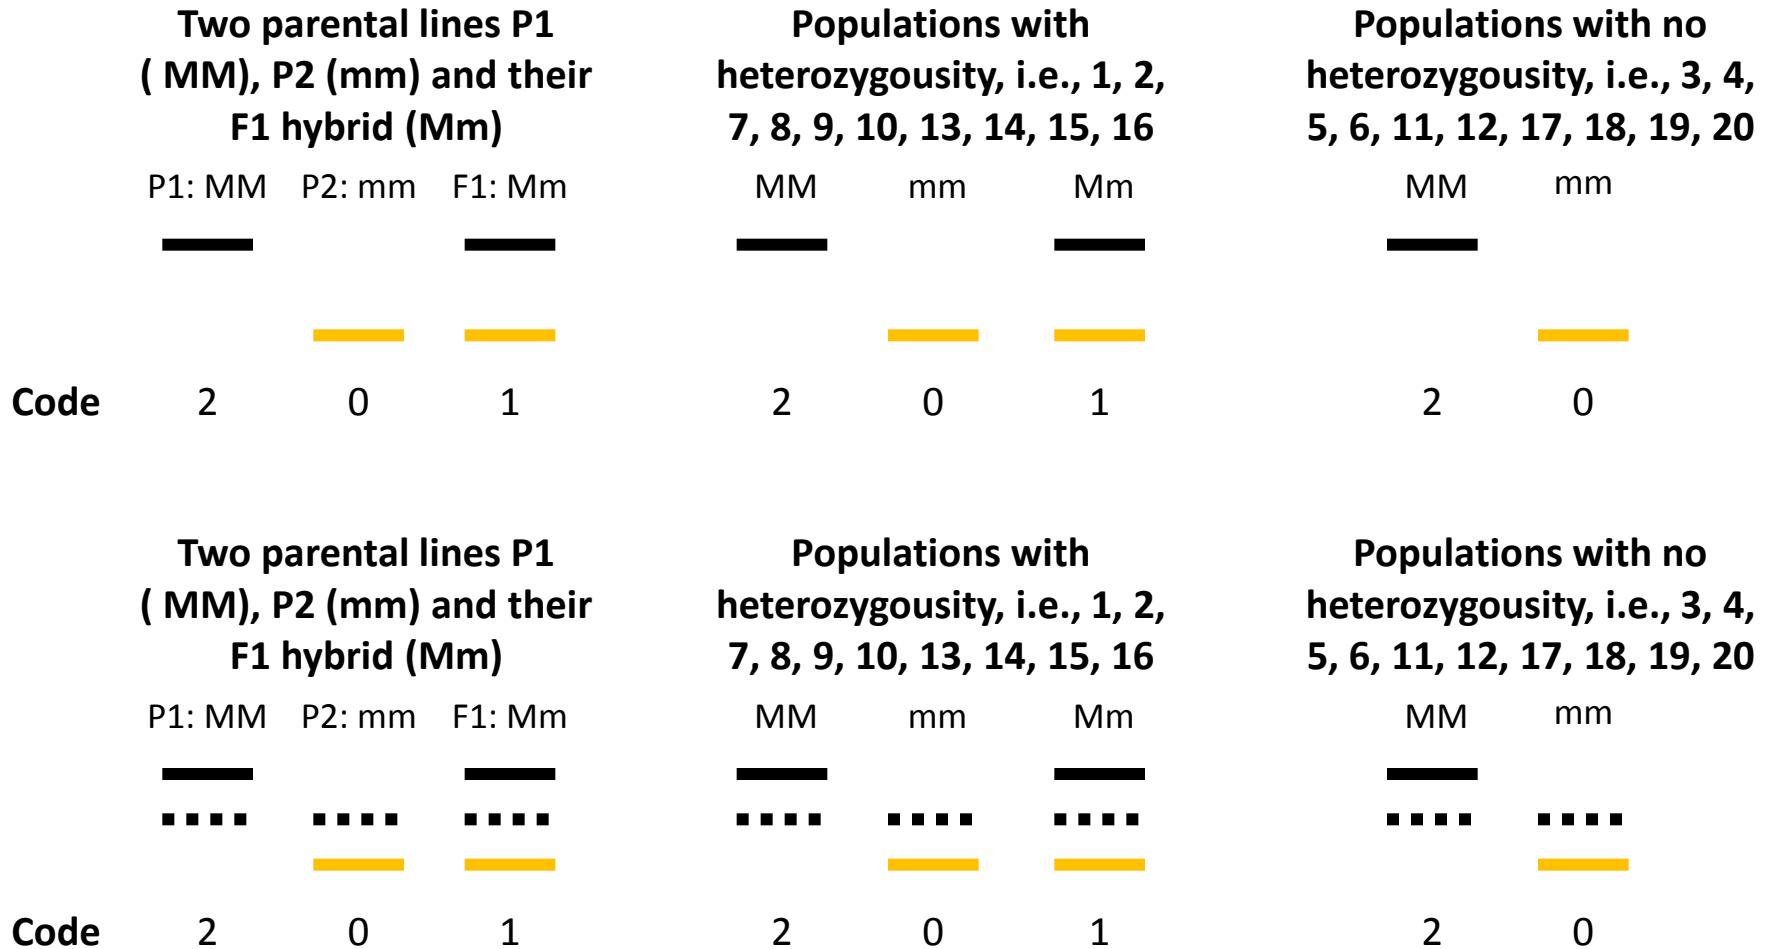 Two parental lines P1
( MM), P2 (mm) and their
F1 hybrid (Mm)
Populations with
heterozygousity, i.e., 1, 2,
7, 8, 9, 10, 13, 14, 15, 16
Populations with no
heterozygousity, i.e., 3, 4,
5, 6, 11, 12, 17, 18, 19, 20
P1: MM P2: mm F1: Mm
MM mm Mm
MM mm
Code 2 0 1 2 0 1 2 0
Two parental lines P1
( MM), P2 (mm) and their
F1 hybrid (Mm)
Populations with
heterozygousity, i.e., 1, 2,
7, 8, 9, 10, 13, 14, 15, 16
Populations with no
heterozygousity, i.e., 3, 4,
5, 6, 11, 12, 17, 18, 19, 20
P1: MM P2: mm F1: Mm
MM mm Mm
MM mm
Code 2 0 1 2 0 1 2 0